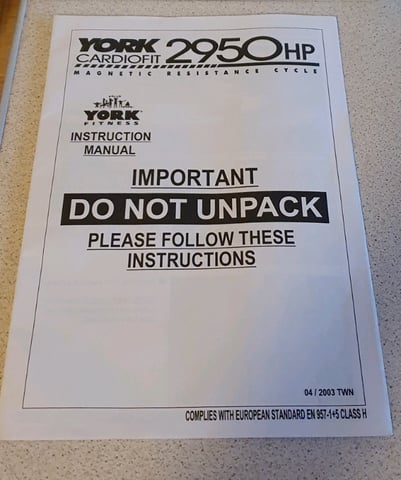 YORK 2950HP
CARDIOFIT
MAGNETIC RESISTANCE CYCLE
YORK
FITNESS
INSTRUCTION
MANUAL
IMPORTANT
DO NOT UNPACK
PLEASE FOLLOW THESE
INSTRUCTIONS
04 / 2003 TWN
COMPLIES WITH EUROPEAN STANDARD EN 957-1+5 CLASS H